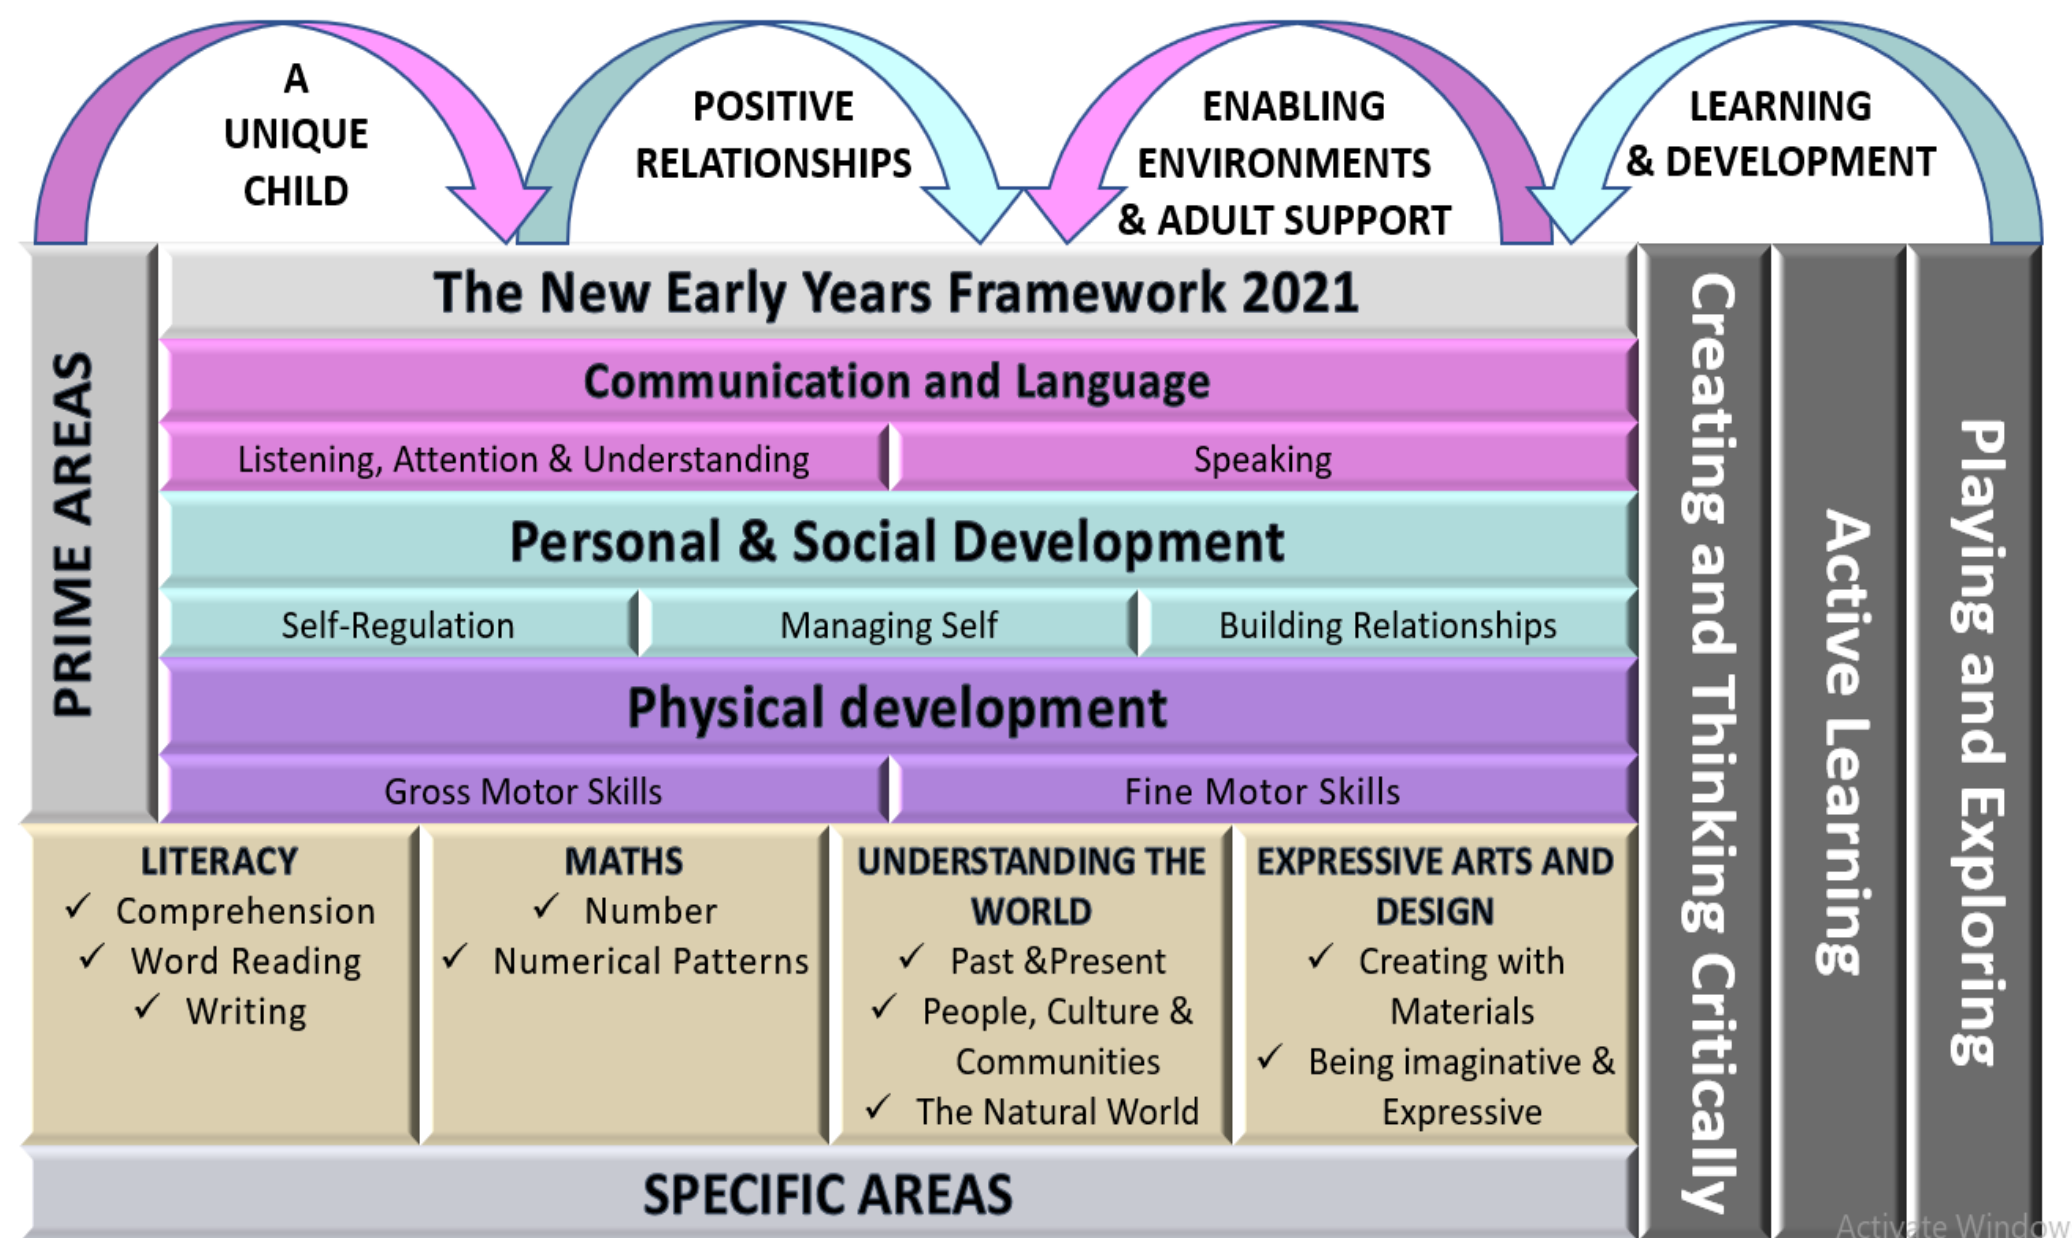 A
UNIQUE
CHILD
POSITIVE
RELATIONSHIPS
ENABLING
ENVIRONMENTS
& ADULT SUPPORT
LEARNING
& DEVELOPMENT
PRIME AREAS
The New Early Years Framework 2021
Communication and Language
Listening, Attention & Understanding
Speaking
Personal & Social Development
Self-Regulation
Managing Self
Building Relationships
Physical development
Gross Motor Skills
Fine Motor Skills
LITERACY
✓ Comprehension
✓ Word Reading
✓ Writing
MATHS
✓ Number
✓ Numerical Patterns
UNDERSTANDING THE
WORLD
✓ Past &Present
✓ People, Culture &
Communities
✓ The Natural World
EXPRESSIVE ARTS AND
DESIGN
✓ Creating with
Materials
✓ Being imaginative &
Expressive
SPECIFIC AREAS
Creating and Thinking Critically
Active Learning
Playing and Exploring
Activate Window